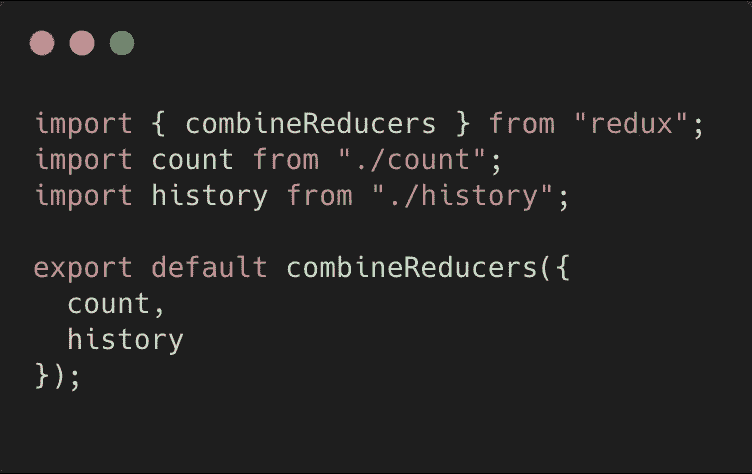 import { combineReducers } from "redux";
import count from "./count";
import history from "./history";
export default combineReducers({
  count,
  history
});